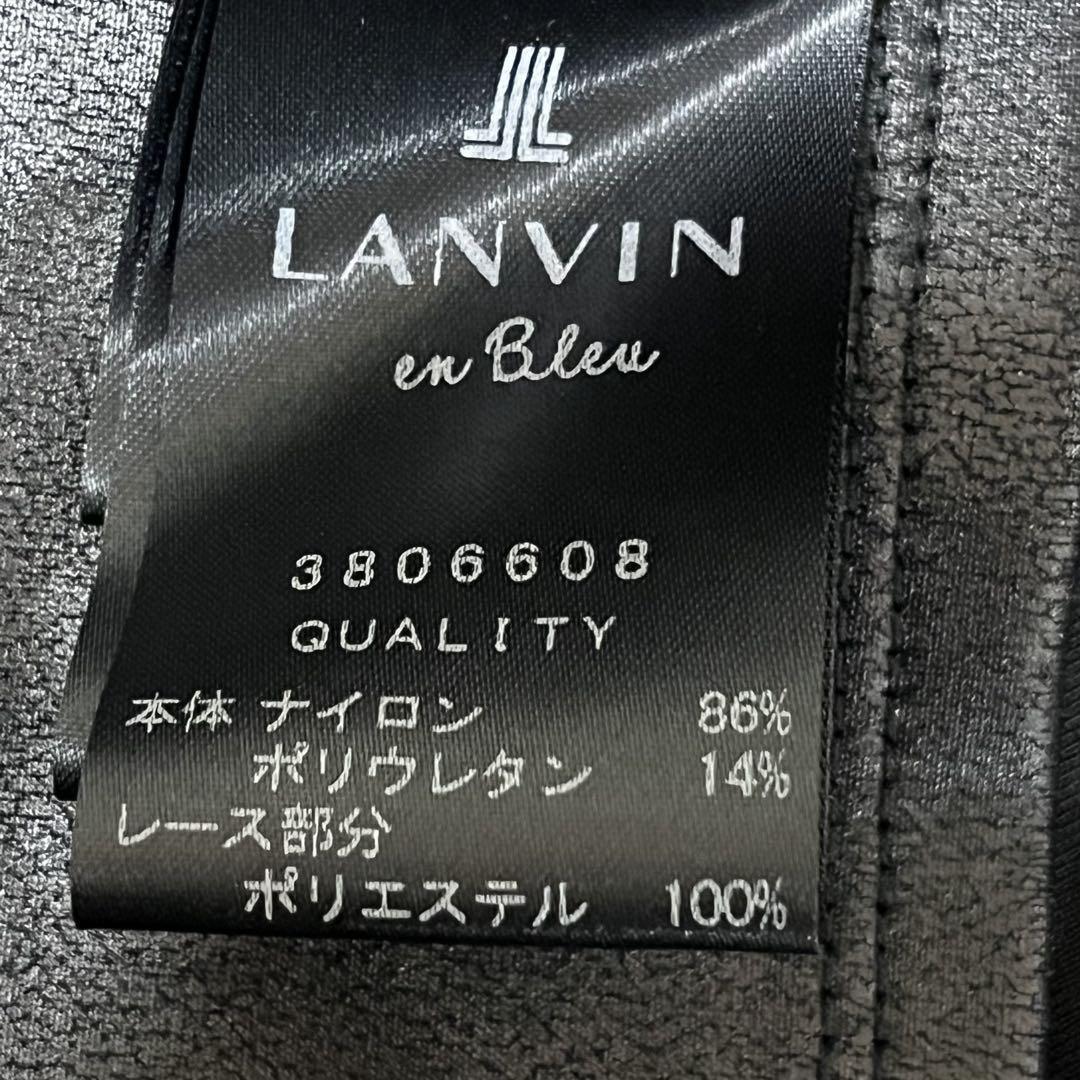 LANVIN
en Bleu
3806608
QUALITY
本体 ナイロン 86%
ポリウレタン 14%
レース部分
ポリエステル 100%